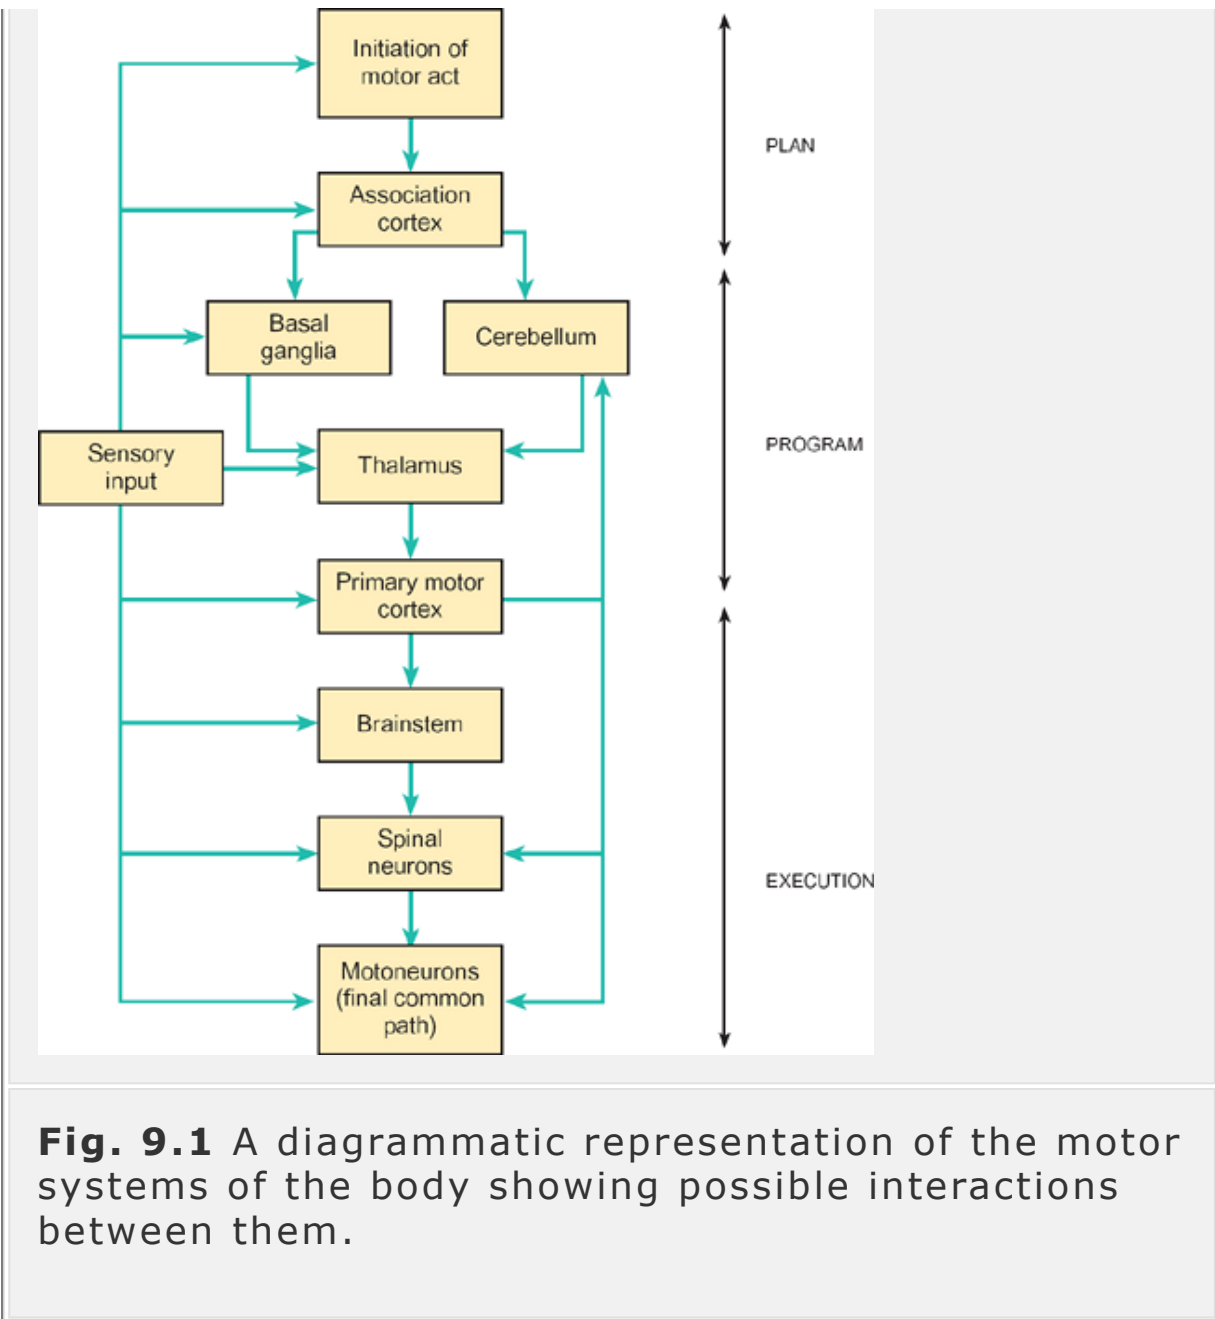 Initiation of
motor act
PLAN
Association
cortex
Basal
ganglia
Cerebellum
PROGRAM
Sensory
input
Thalamus
Primary motor
cortex
Brainstem
Spinal
neurons
EXECUTION
Motoneurons
(final common
path)
Fig. 9.1 A diagrammatic representation of the motor
systems of the body showing possible interactions
between them.